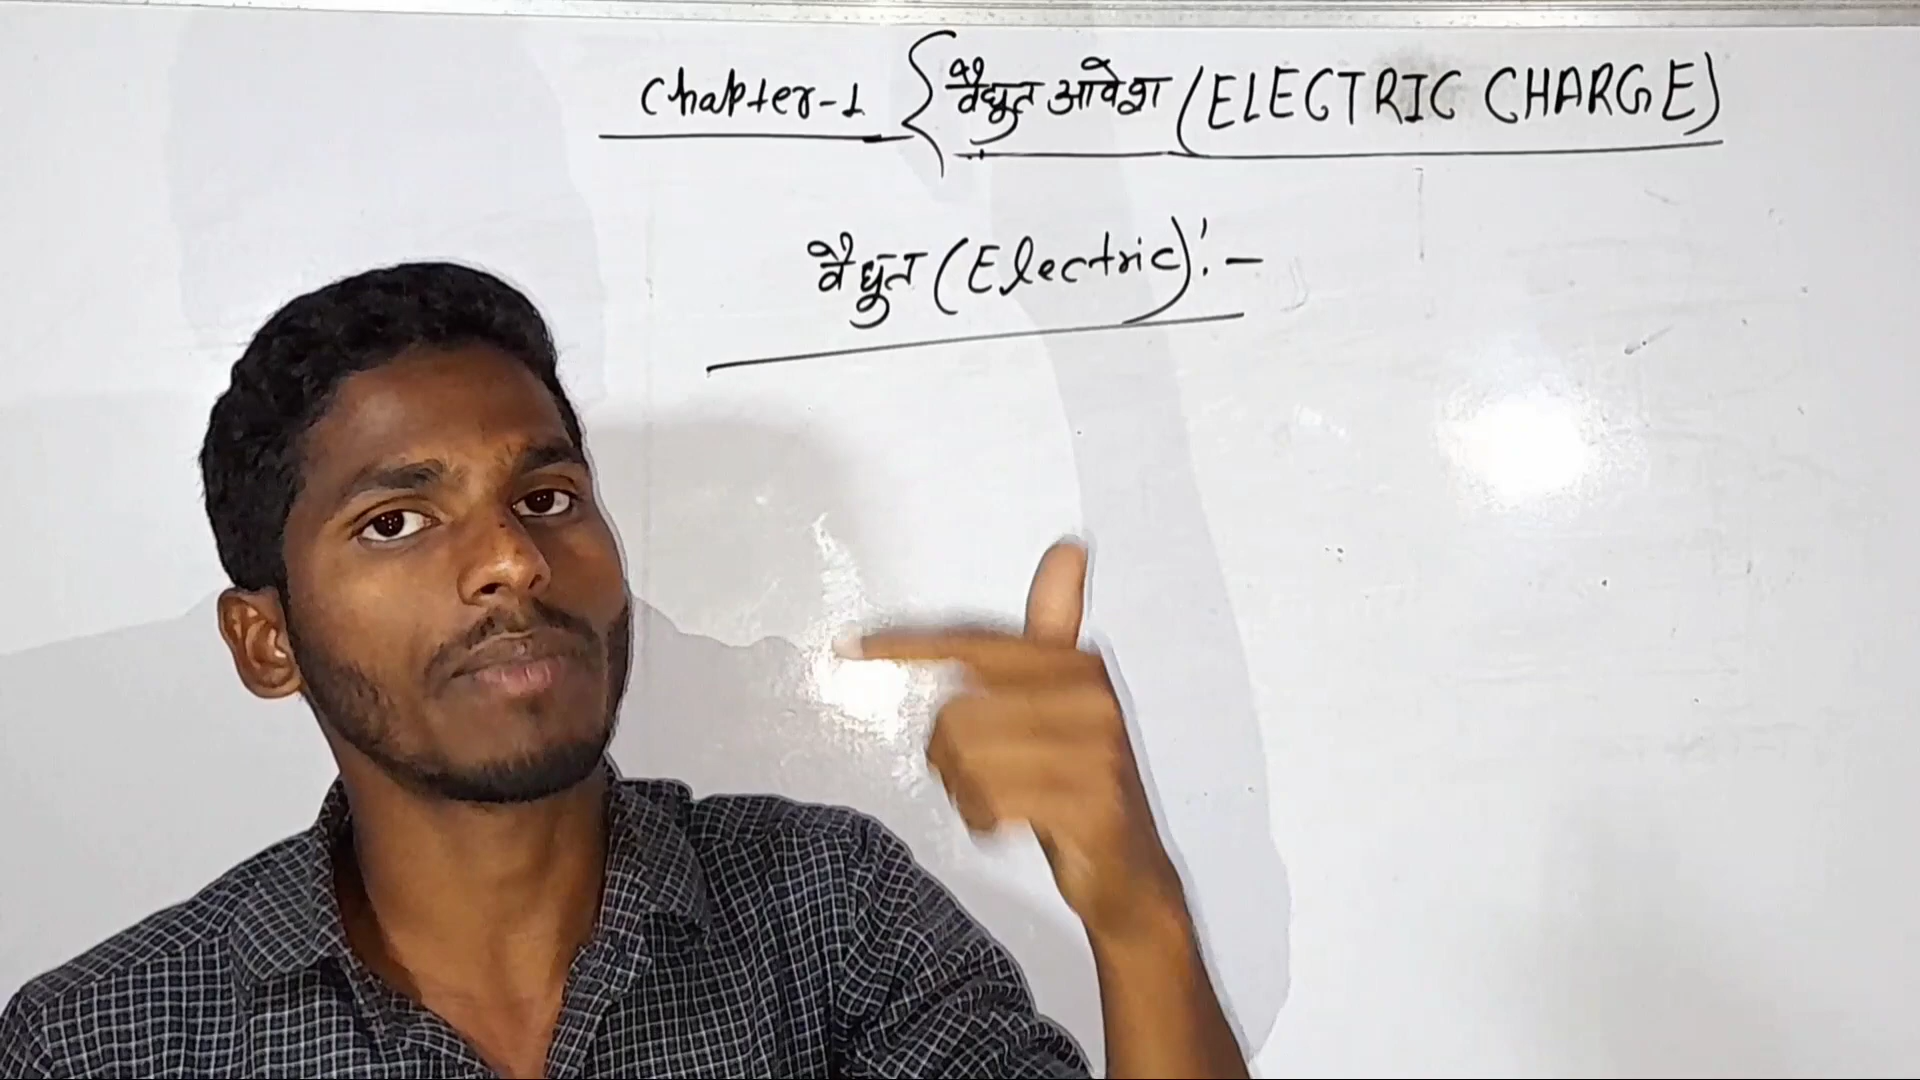 Chapter-1 { वैद्युत आवेश (ELECTRIC CHARGE)
वैद्युत (Electric) :-